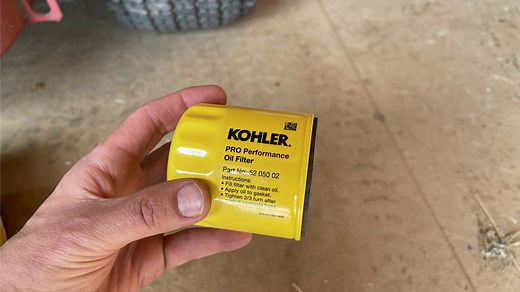 KOHLER.
PRO Performance
Oil Filter
Part No. 52 050 02
Instructions:
• Fill filter with clean oil.
• Apply oil to gasket.
• Tighten 2/3 turn after